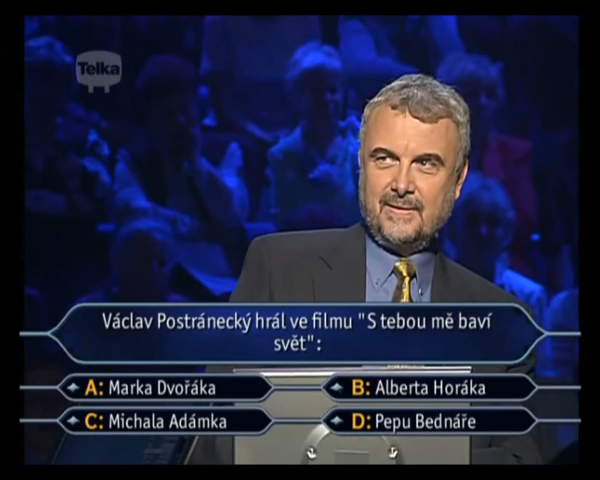 Telka
Václav Postránecký hrál ve filmu "S tebou mě baví
svět":
A: Marka Dvořáka
B: Alberta Horáka
C: Michala Adámka
D: Pepu Bednáře